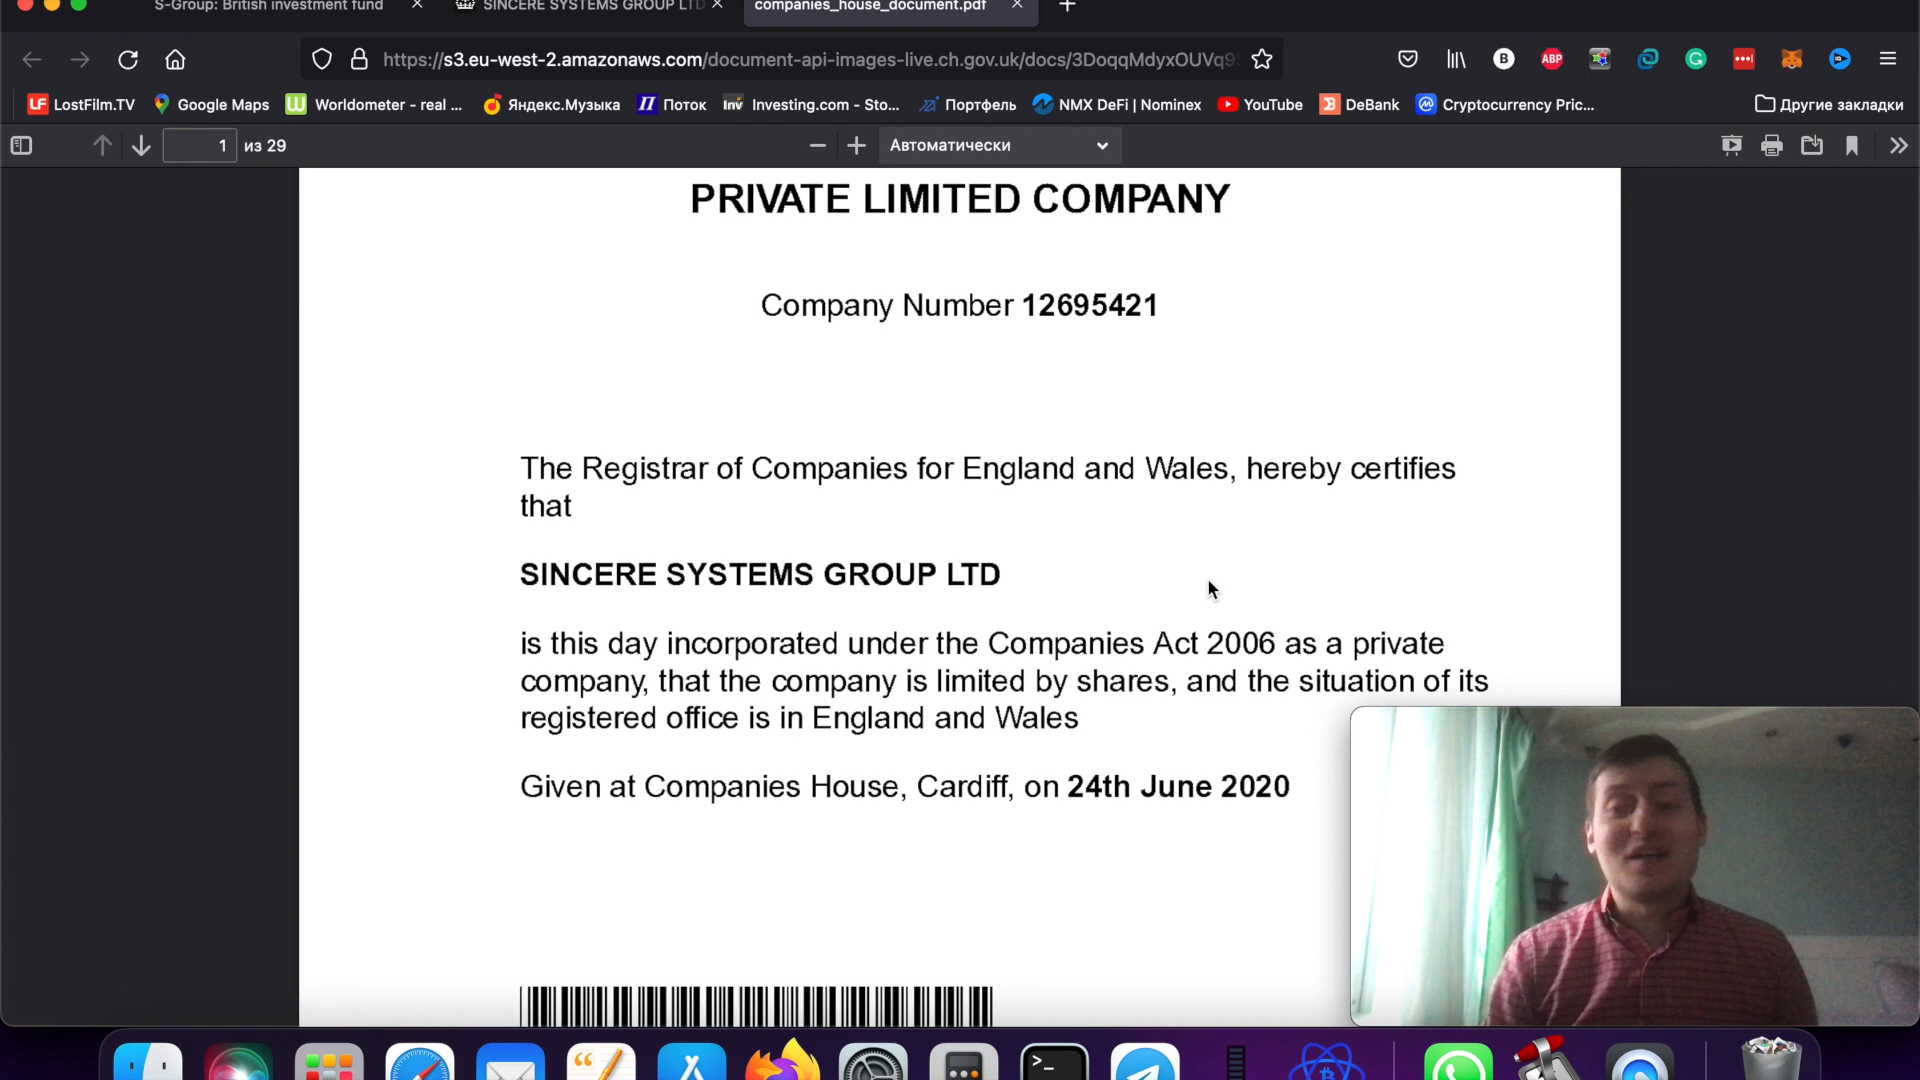 S-Group: British investment fund
SINCERE SYSTEMS GROUP LTD
companies_house_document.pdf
https://s3.eu-west-2.amazonaws.com/document-api-images-live.ch.gov.uk/docs/3DoqqMdyxOUVq9
B
ABP
G
LF LostFilm.TV
Google Maps
W Worldometer - real ...
Яндекс.Музыка
П Поток
Inv Investing.com - Sto...
Портфель
NMX DeFi | Nominex
YouTube
DeBank
Cryptocurrency Pric...
Другие закладки
1 из 29
Автоматически
PRIVATE LIMITED COMPANY
Company Number 12695421
The Registrar of Companies for England and Wales, hereby certifies
that
SINCERE SYSTEMS GROUP LTD
is this day incorporated under the Companies Act 2006 as a private
company, that the company is limited by shares, and the situation of its
registered office is in England and Wales
Given at Companies House, Cardiff, on 24th June 2020